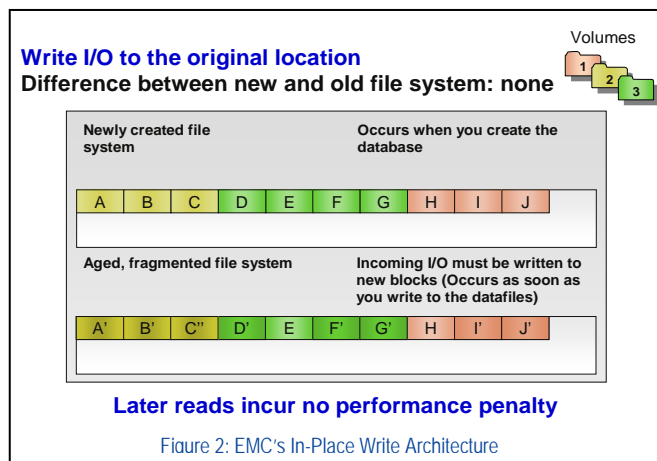 Volumes
1
2
3
Write I/O to the original location
Difference between new and old file system: none
Newly created file
system
Occurs when you create the
database
A B C D E F G H I J
Aged, fragmented file system
Incoming I/O must be written to
new blocks (Occurs as soon as
you write to the datafiles)
A' B' C'' D' E F' G' H I' J'
Later reads incur no performance penalty
Figure 2: EMC's In-Place Write Architecture